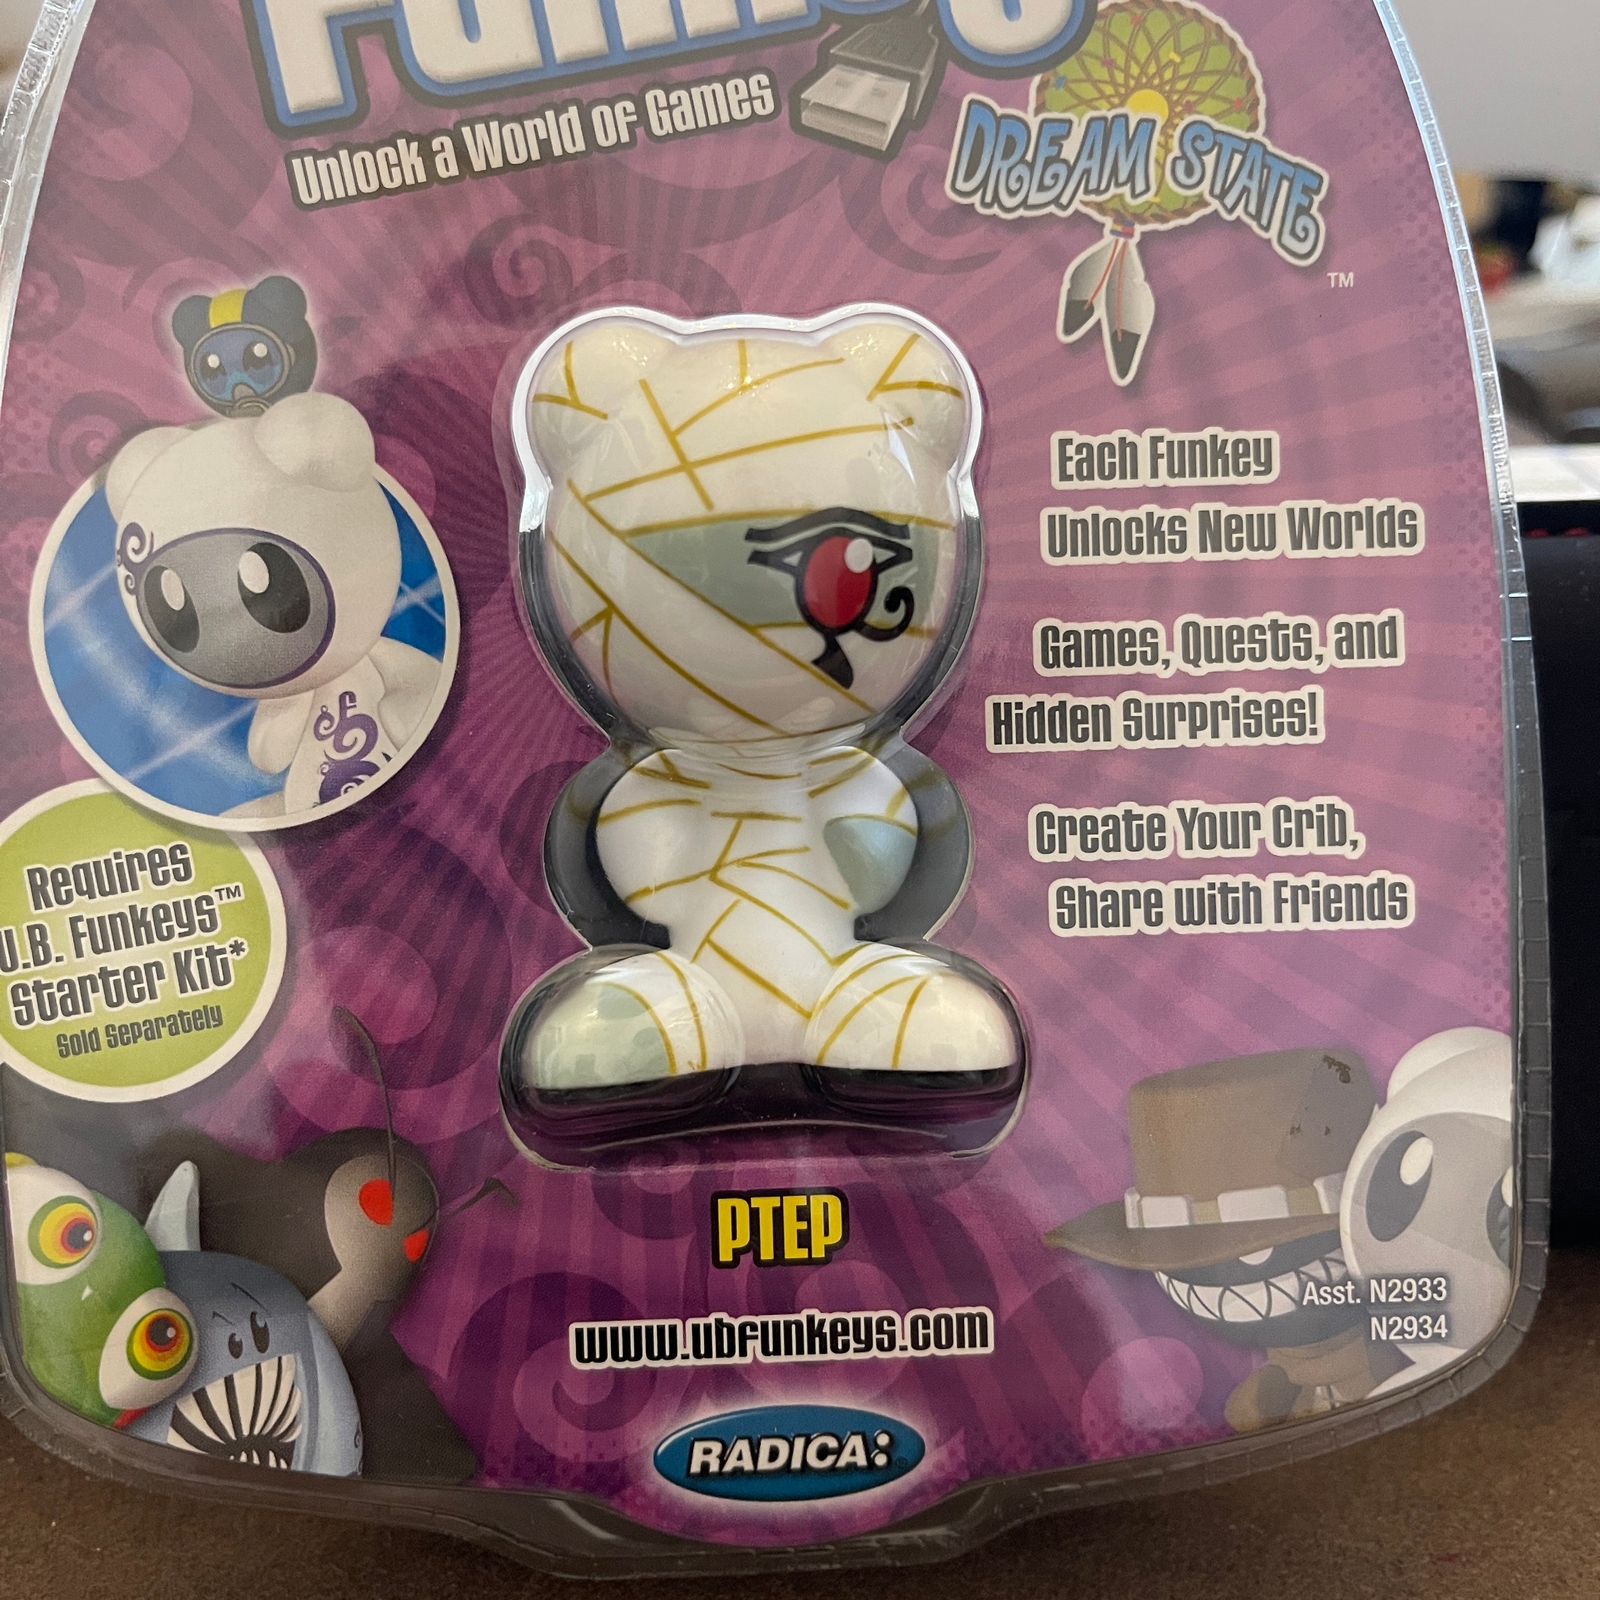 Funkeys
Unlock a World of Games
DREAM STATE
TM
Each Funkey
Unlocks New Worlds
Games, Quests, and
Hidden Surprises!
Create Your Crib,
Share with Friends
Requires
U.B. Funkeys™
Starter Kit*
Sold Separately
PTEP
www.ubfunkeys.com
Asst. N2933
N2934
RADICA: